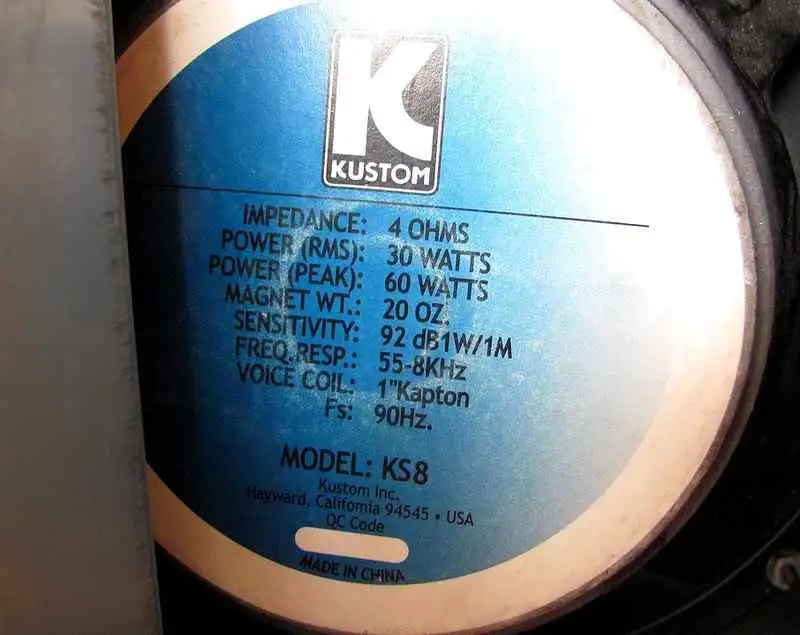 K
KUSTOM
IMPEDANCE: 4 OHMS
POWER (RMS): 30 WATTS
POWER (PEAK): 60 WATTS
MAGNET WT.: 20 OZ.
SENSITIVITY: 92 dB1W/1M
FREQ.RESP.: 55-8KHz
VOICE COIL: 1"Kapton
Fs: 90Hz.
MODEL: KS8
Kustom Inc.
Hayward, California 94545 • USA
QC Code
MADE IN CHINA